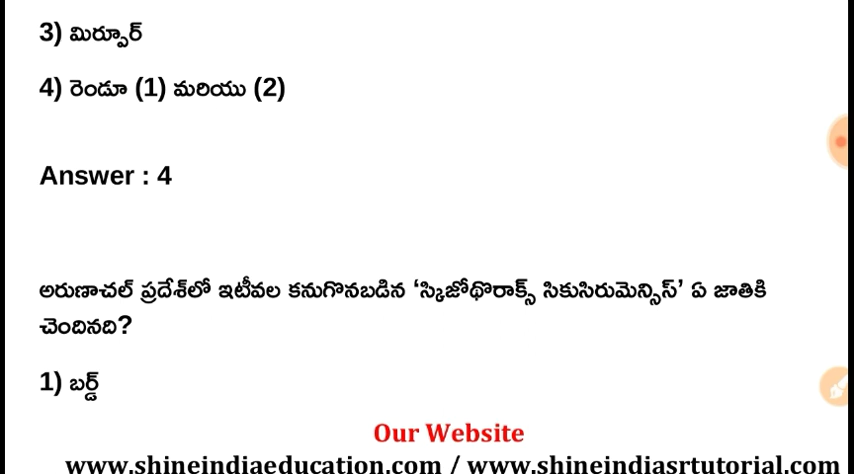 3) మిర్పూర్
4) రెండూ (1) మరియు (2)
Answer : 4
అరుణాచల్ ప్రదేశ్‌లో ఇటీవల కనుగొనబడిన ‘స్కిజోథొరాక్స్ సికుసిరుమెన్సిస్’ ఏ జాతికి
చెందినది?
1) బర్డ్
Our Website
www.shineindiaeducation.com / www.shineindiasrtutorial.com